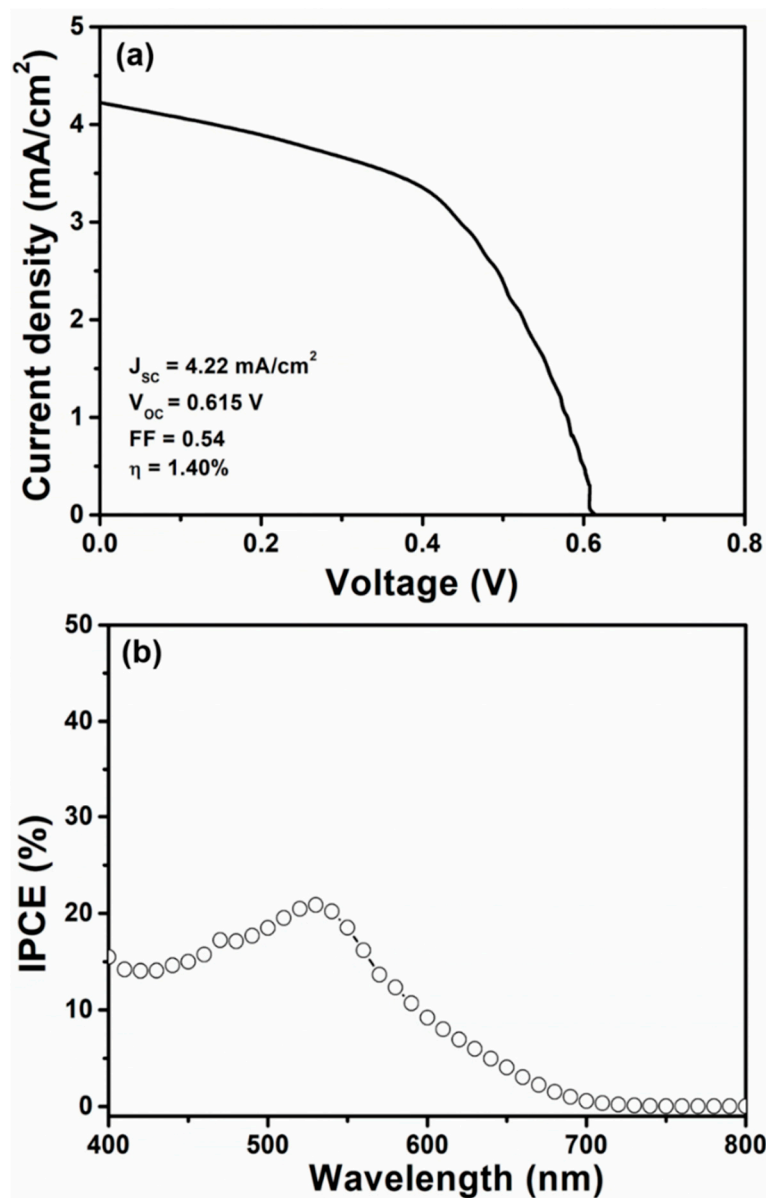 (a)
Current density (mA/cm²)
5
4
3
2
1
0
J_SC = 4.22 mA/cm²
V_OC = 0.615 V
FF = 0.54
η = 1.40%
0.0 0.2 0.4 0.6 0.8
Voltage (V)
(b)
IPCE (%)
50
40
30
20
10
0
400 500 600 700 800
Wavelength (nm)